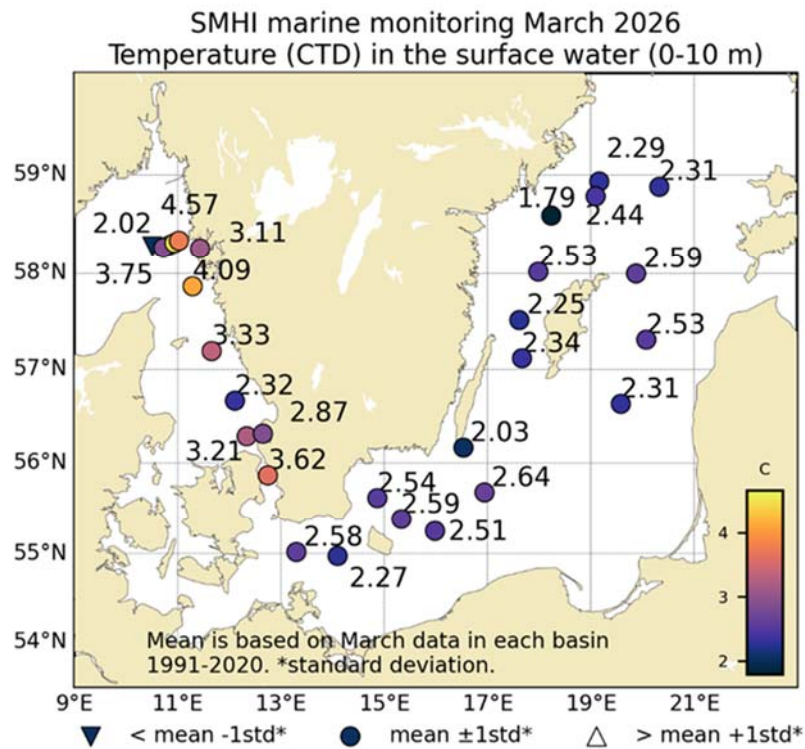 SMHI marine monitoring March 2026
Temperature (CTD) in the surface water (0-10 m)
59°N
58°N
57°N
56°N
55°N
54°N
2.29
2.31
1.79
2.44
4.57
2.02
3.11
3.75
4.09
2.53
2.59
2.25
2.53
3.33
2.34
2.32
2.31
2.87
2.03
3.21
3.62
2.54
2.64
2.59
2.58
2.51
2.27
C
4
3
2
Mean is based on March data in each basin
1991-2020. *standard deviation.
9°E 11°E 13°E 15°E 17°E 19°E 21°E
< mean -1std* mean ±1std* > mean +1std*